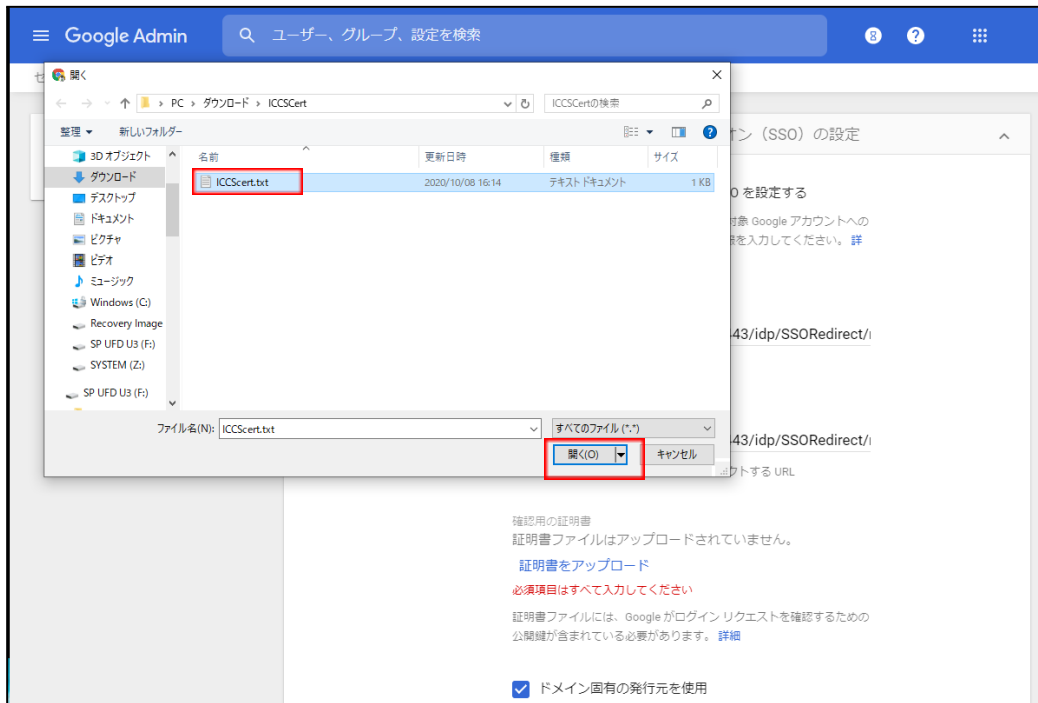 Google Admin
ユーザー、グループ、設定を検索
開く
PC › ダウンロード › ICCSCert
ICCSCertの検索
整理
新しいフォルダー
3D オブジェクト
ダウンロード
デスクトップ
ドキュメント
ピクチャ
ビデオ
ミュージック
Windows (C:)
Recovery Image
SP UFD U3 (F:)
SYSTEM (Z:)
SP UFD U3 (F:)
名前 更新日時 種類 サイズ
ICCScert.txt 2020/10/08 16:14 テキスト ドキュメント 1 KB
ファイル名(N): ICCScert.txt
すべてのファイル (*.*)
開く(O)
キャンセル
オン（SSO）の設定
O を設定する
対象 Google アカウントへの
を入力してください。 詳
43/idp/SSORedirect/
43/idp/SSORedirect/
クトする URL
確認用の証明書
証明書ファイルはアップロードされていません。
証明書をアップロード
必須項目はすべて入力してください
証明書ファイルには、Google がログイン リクエストを確認するための
公開鍵が含まれている必要があります。 詳細
ドメイン固有の発行元を使用